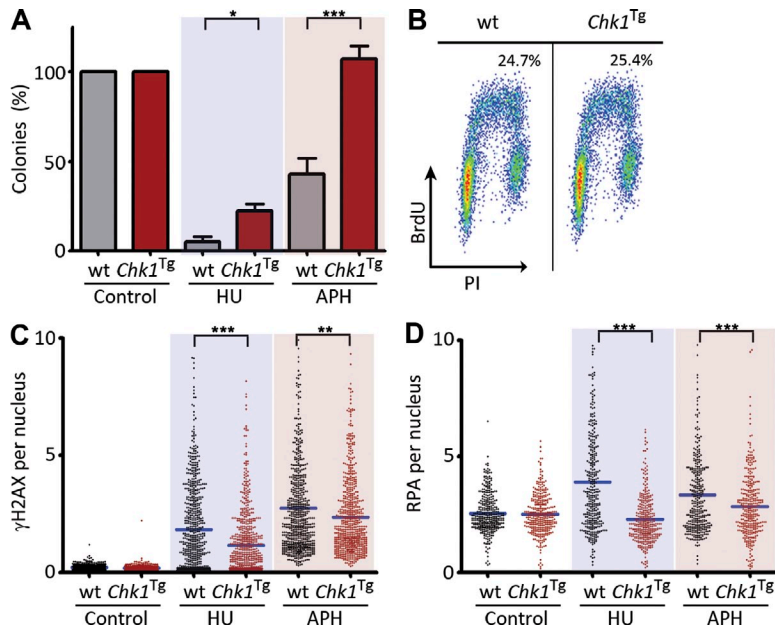 A
Colonies (%)
100
50
0
*
***
wt Chk1Tg wt Chk1Tg wt Chk1Tg
Control HU APH
B
wt Chk1Tg
24.7% 25.4%
BrdU
PI
C
γH2AX per nucleus
10
5
0
*** **
wt Chk1Tg wt Chk1Tg wt Chk1Tg
Control HU APH
D
RPA per nucleus
10
5
0
*** ***
wt Chk1Tg wt Chk1Tg wt Chk1Tg
Control HU APH